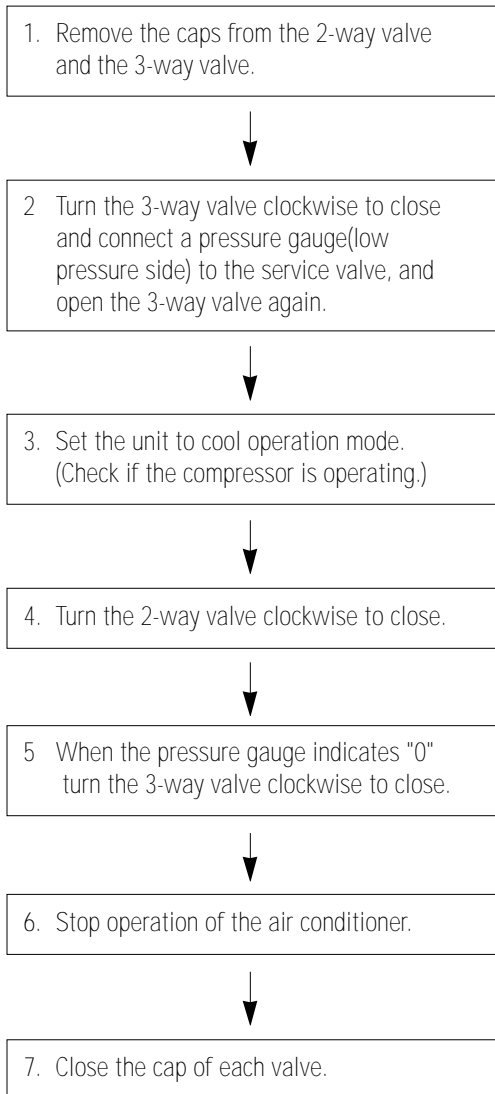 1. Remove the caps from the 2-way valve
and the 3-way valve.
2 Turn the 3-way valve clockwise to close
and connect a pressure gauge(low
pressure side) to the service valve, and
open the 3-way valve again.
3. Set the unit to cool operation mode.
(Check if the compressor is operating.)
4. Turn the 2-way valve clockwise to close.
5 When the pressure gauge indicates "0"
turn the 3-way valve clockwise to close.
6. Stop operation of the air conditioner.
7. Close the cap of each valve.